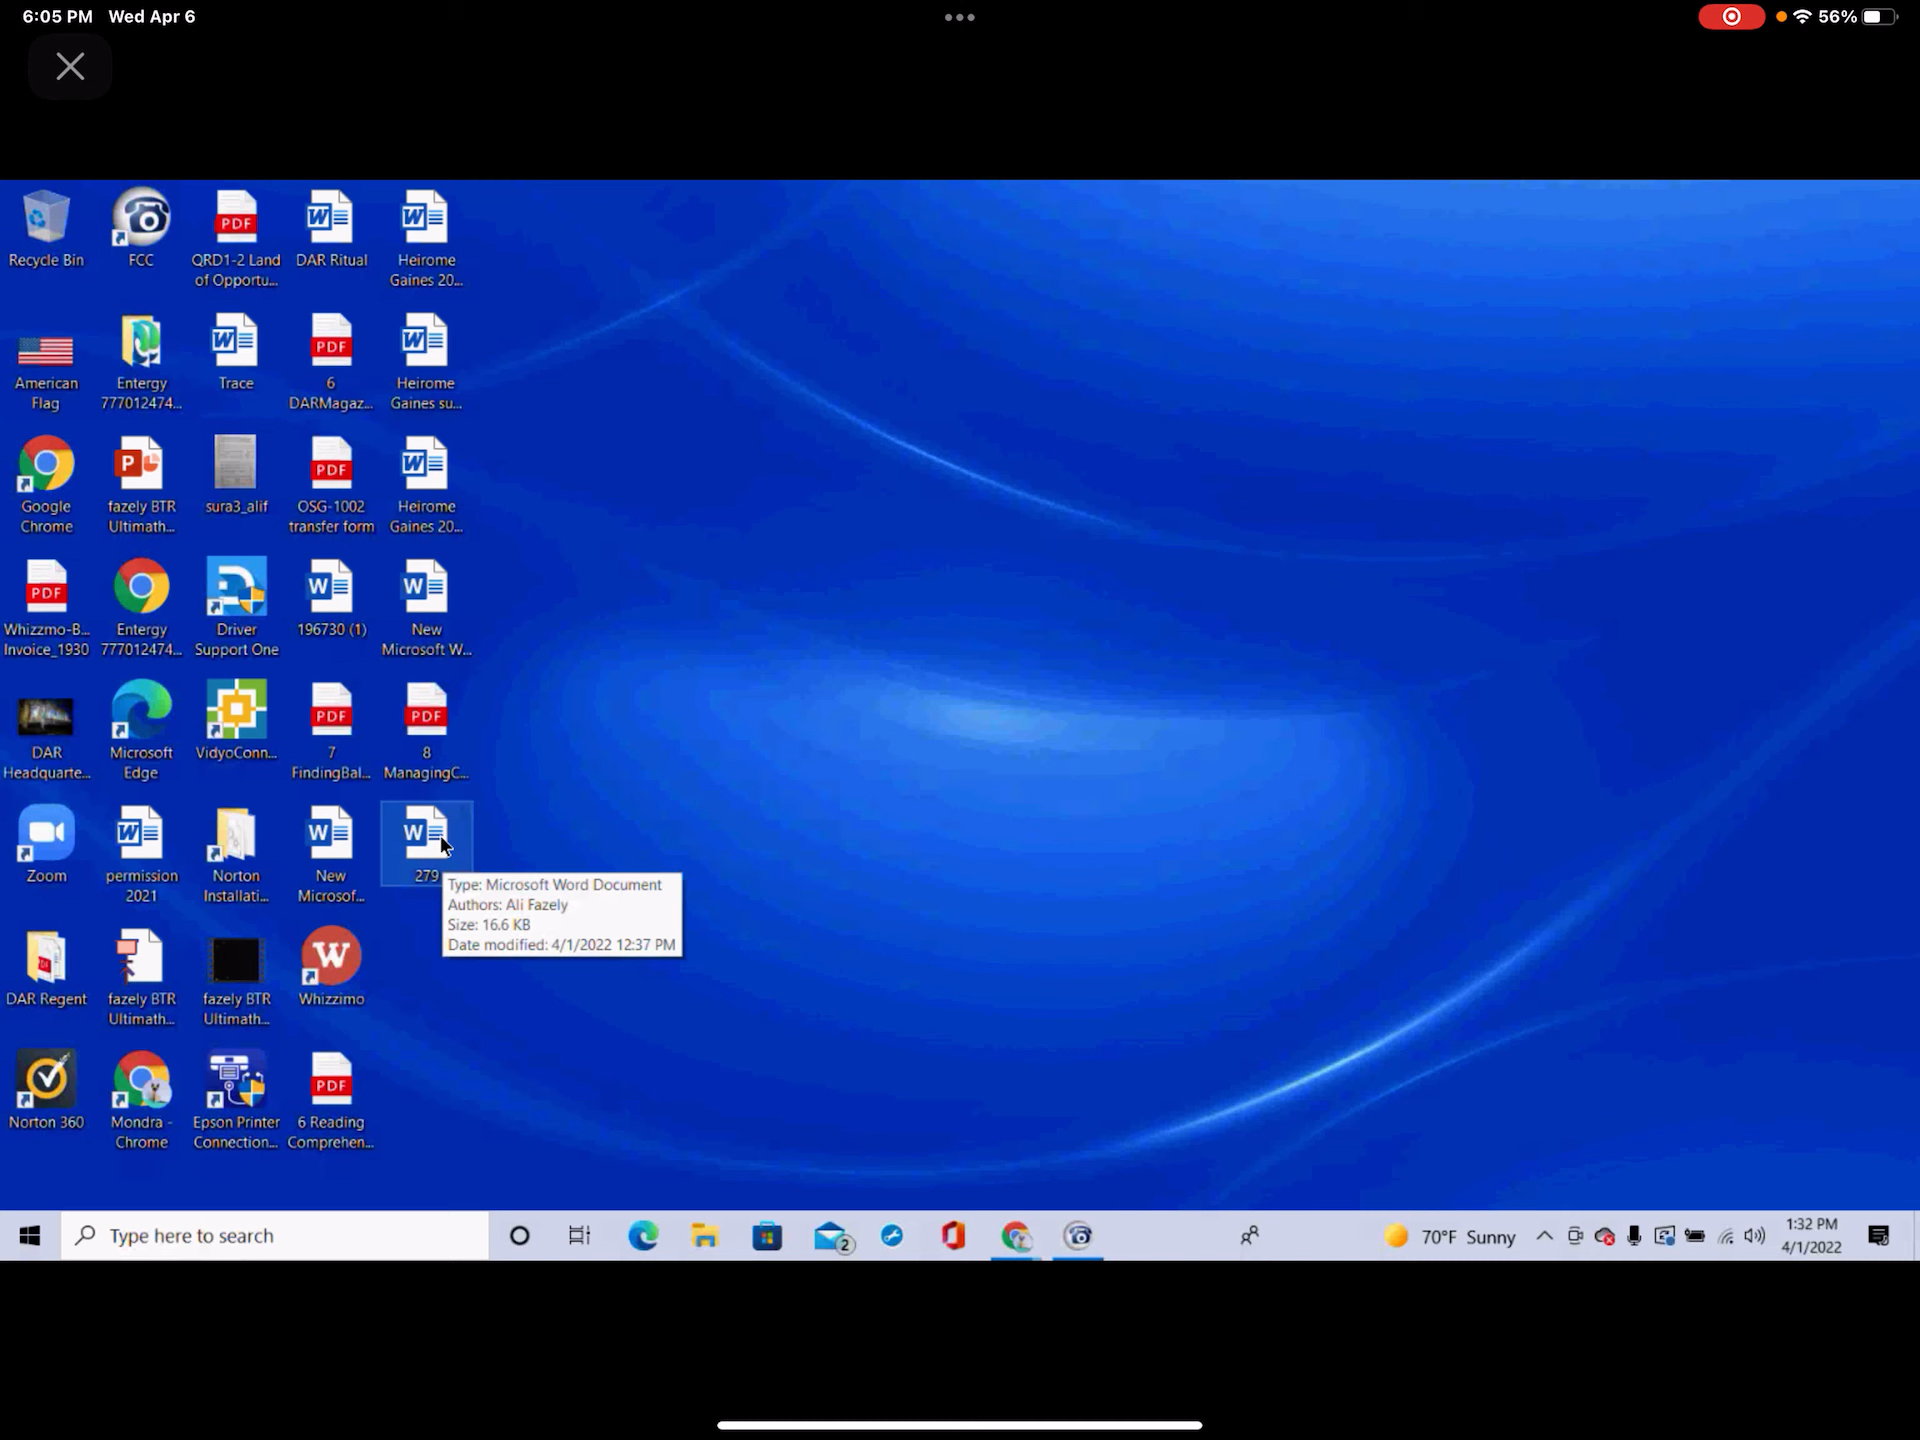 6:05 PM Wed Apr 6
56%
Recycle Bin
FCC
QRD1-2 Land
of Opportu...
DAR Ritual
Heirome
Gaines 20...
American
Flag
Entergy
777012474...
Trace
6
DARMagaz...
Heirome
Gaines su...
Google
Chrome
fazely BTR
Ultimath...
sura3_alif
OSG-1002
transfer form
Heirome
Gaines 20...
Whizzmo-B...
Invoice_1930
Entergy
777012474...
Driver
Support One
196730 (1)
New
Microsoft W...
DAR
Headquarte...
Microsoft
Edge
VidyoConn...
7
FindingBal...
8
ManagingC...
Zoom
permission
2021
Norton
Installati...
New
Microsof...
279
Type: Microsoft Word Document
Authors: Ali Fazely
Size: 16.6 KB
Date modified: 4/1/2022 12:37 PM
DAR Regent
fazely BTR
Ultimath...
fazely BTR
Ultimath...
Whizzimo
Norton 360
Mondra -
Chrome
Epson Printer
Connection...
6 Reading
Comprehen...
PDF
PDF
PDF
PDF
PDF
PDF
PDF
Type here to search
2
70°F Sunny
1:32 PM
4/1/2022